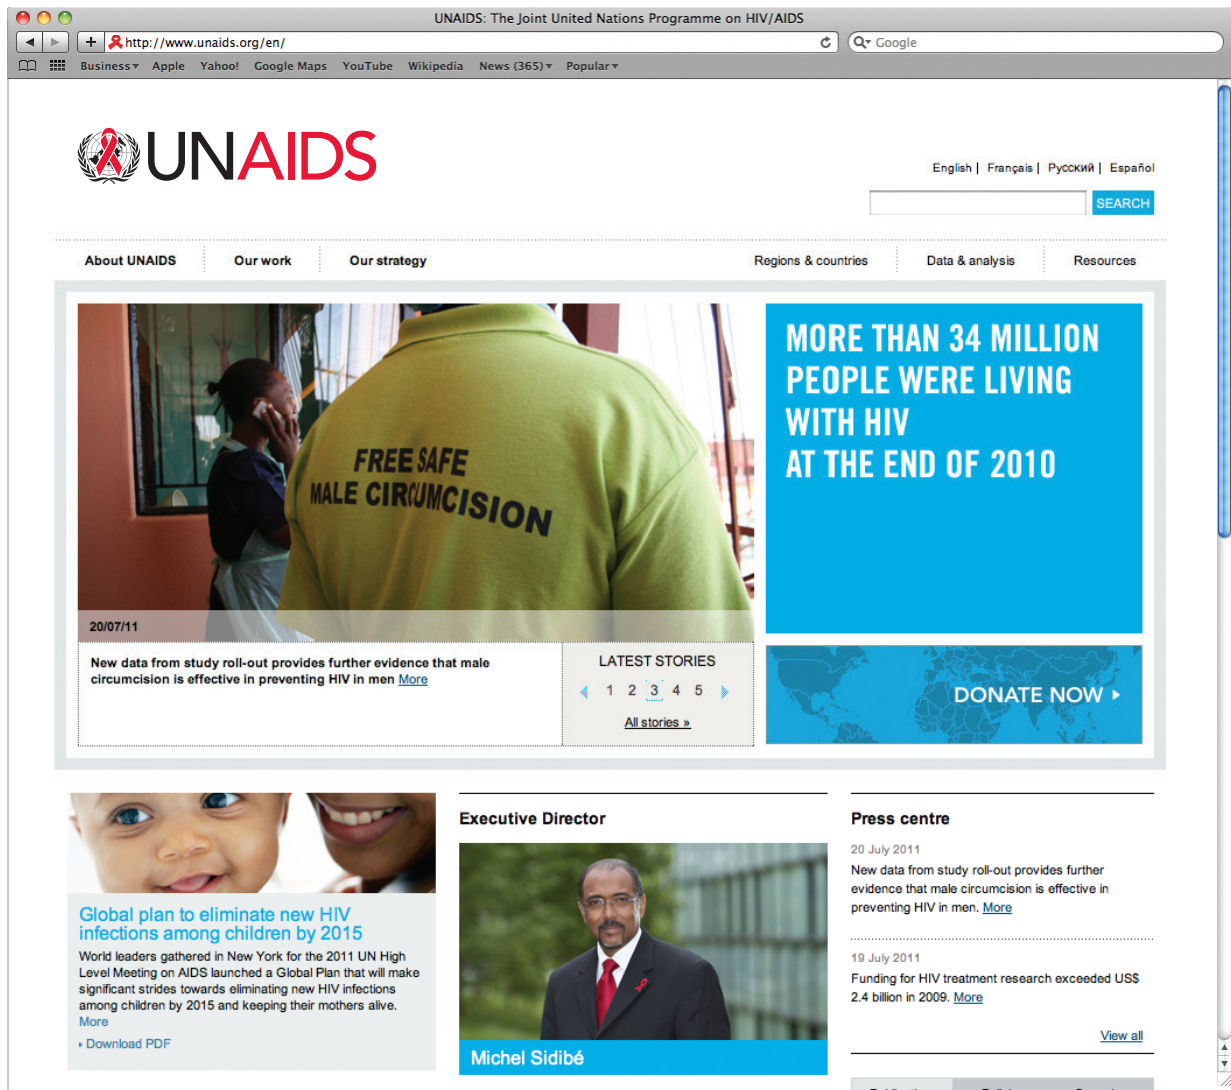 UNAIDS: The Joint United Nations Programme on HIV/AIDS
http://www.unaids.org/en/
Google
Business Apple Yahoo! Google Maps YouTube Wikipedia News (365) Popular
UNAIDS
English | Français | Русский | Español
SEARCH
About UNAIDS Our work Our strategy Regions & countries Data & analysis Resources
FREE SAFE
MALE CIRCUMCISION
20/07/11
New data from study roll-out provides further evidence that male
circumcision is effective in preventing HIV in men More
LATEST STORIES
1 2 3 4 5
All stories »
MORE THAN 34 MILLION
PEOPLE WERE LIVING
WITH HIV
AT THE END OF 2010
DONATE NOW
Global plan to eliminate new HIV
infections among children by 2015
World leaders gathered in New York for the 2011 UN High
Level Meeting on AIDS launched a Global Plan that will make
significant strides towards eliminating new HIV infections
among children by 2015 and keeping their mothers alive.
More
Download PDF
Executive Director
Michel Sidibé
Press centre
20 July 2011
New data from study roll-out provides further
evidence that male circumcision is effective in
preventing HIV in men. More
19 July 2011
Funding for HIV treatment research exceeded US$
2.4 billion in 2009. More
View all